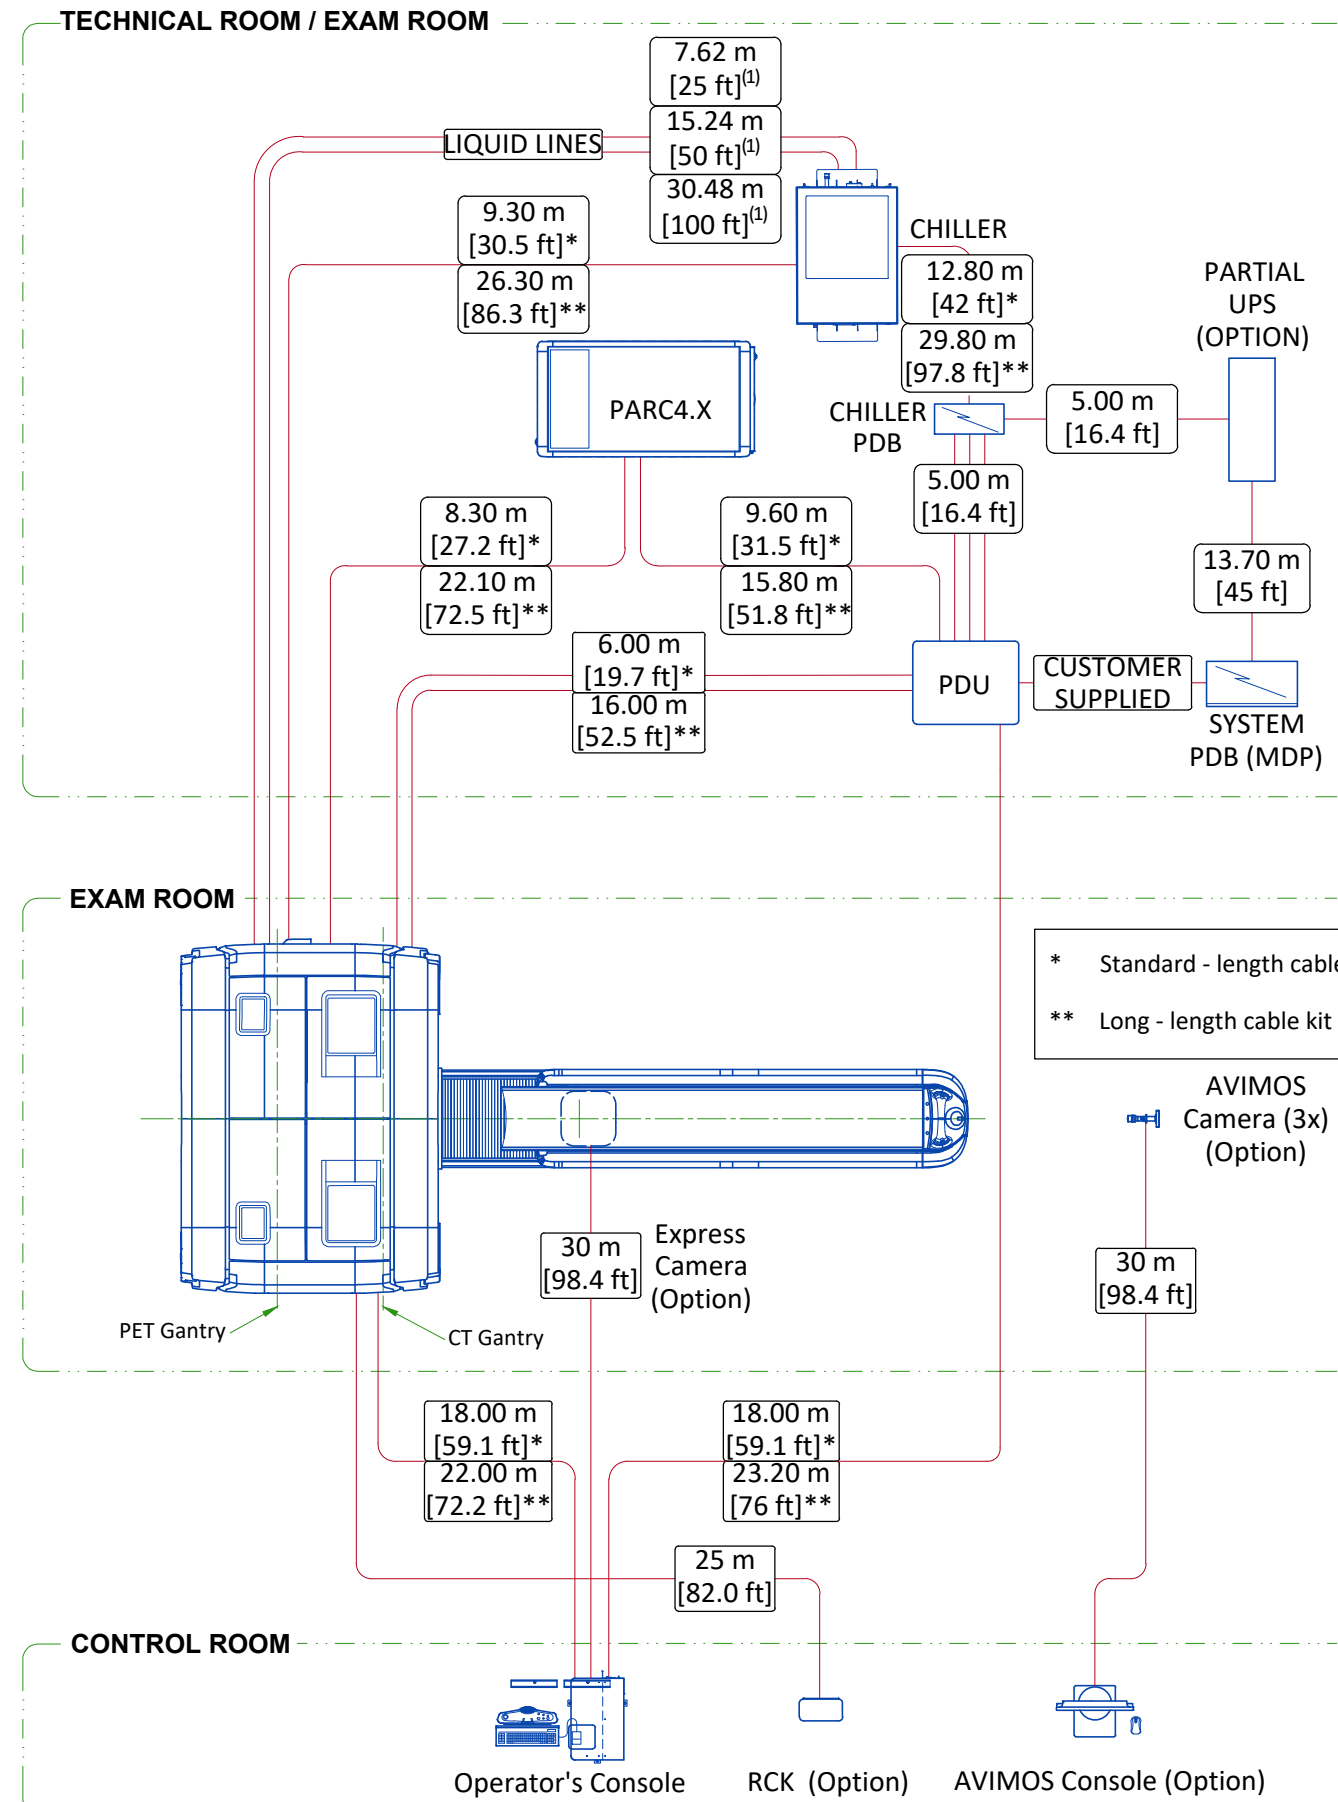 TECHNICAL ROOM / EXAM ROOM
7.62 m
[25 ft](1)
15.24 m
[50 ft](1)
30.48 m
[100 ft](1)
LIQUID LINES
9.30 m
[30.5 ft]*
26.30 m
[86.3 ft]**
CHILLER
12.80 m
[42 ft]*
29.80 m
[97.8 ft]**
PARTIAL
UPS
(OPTION)
PARC4.X
CHILLER
PDB
5.00 m
[16.4 ft]
5.00 m
[16.4 ft]
8.30 m
[27.2 ft]*
22.10 m
[72.5 ft]**
9.60 m
[31.5 ft]*
15.80 m
[51.8 ft]**
13.70 m
[45 ft]
6.00 m
[19.7 ft]*
16.00 m
[52.5 ft]**
PDU
CUSTOMER
SUPPLIED
SYSTEM
PDB (MDP)
EXAM ROOM
* Standard - length cable
** Long - length cable kit
AVIMOS
Camera (3x)
(Option)
30 m
[98.4 ft]
Express
Camera
(Option)
30 m
[98.4 ft]
PET Gantry
CT Gantry
18.00 m
[59.1 ft]*
22.00 m
[72.2 ft]**
18.00 m
[59.1 ft]*
23.20 m
[76 ft]**
25 m
[82.0 ft]
CONTROL ROOM
Operator's Console
RCK (Option)
AVIMOS Console (Option)